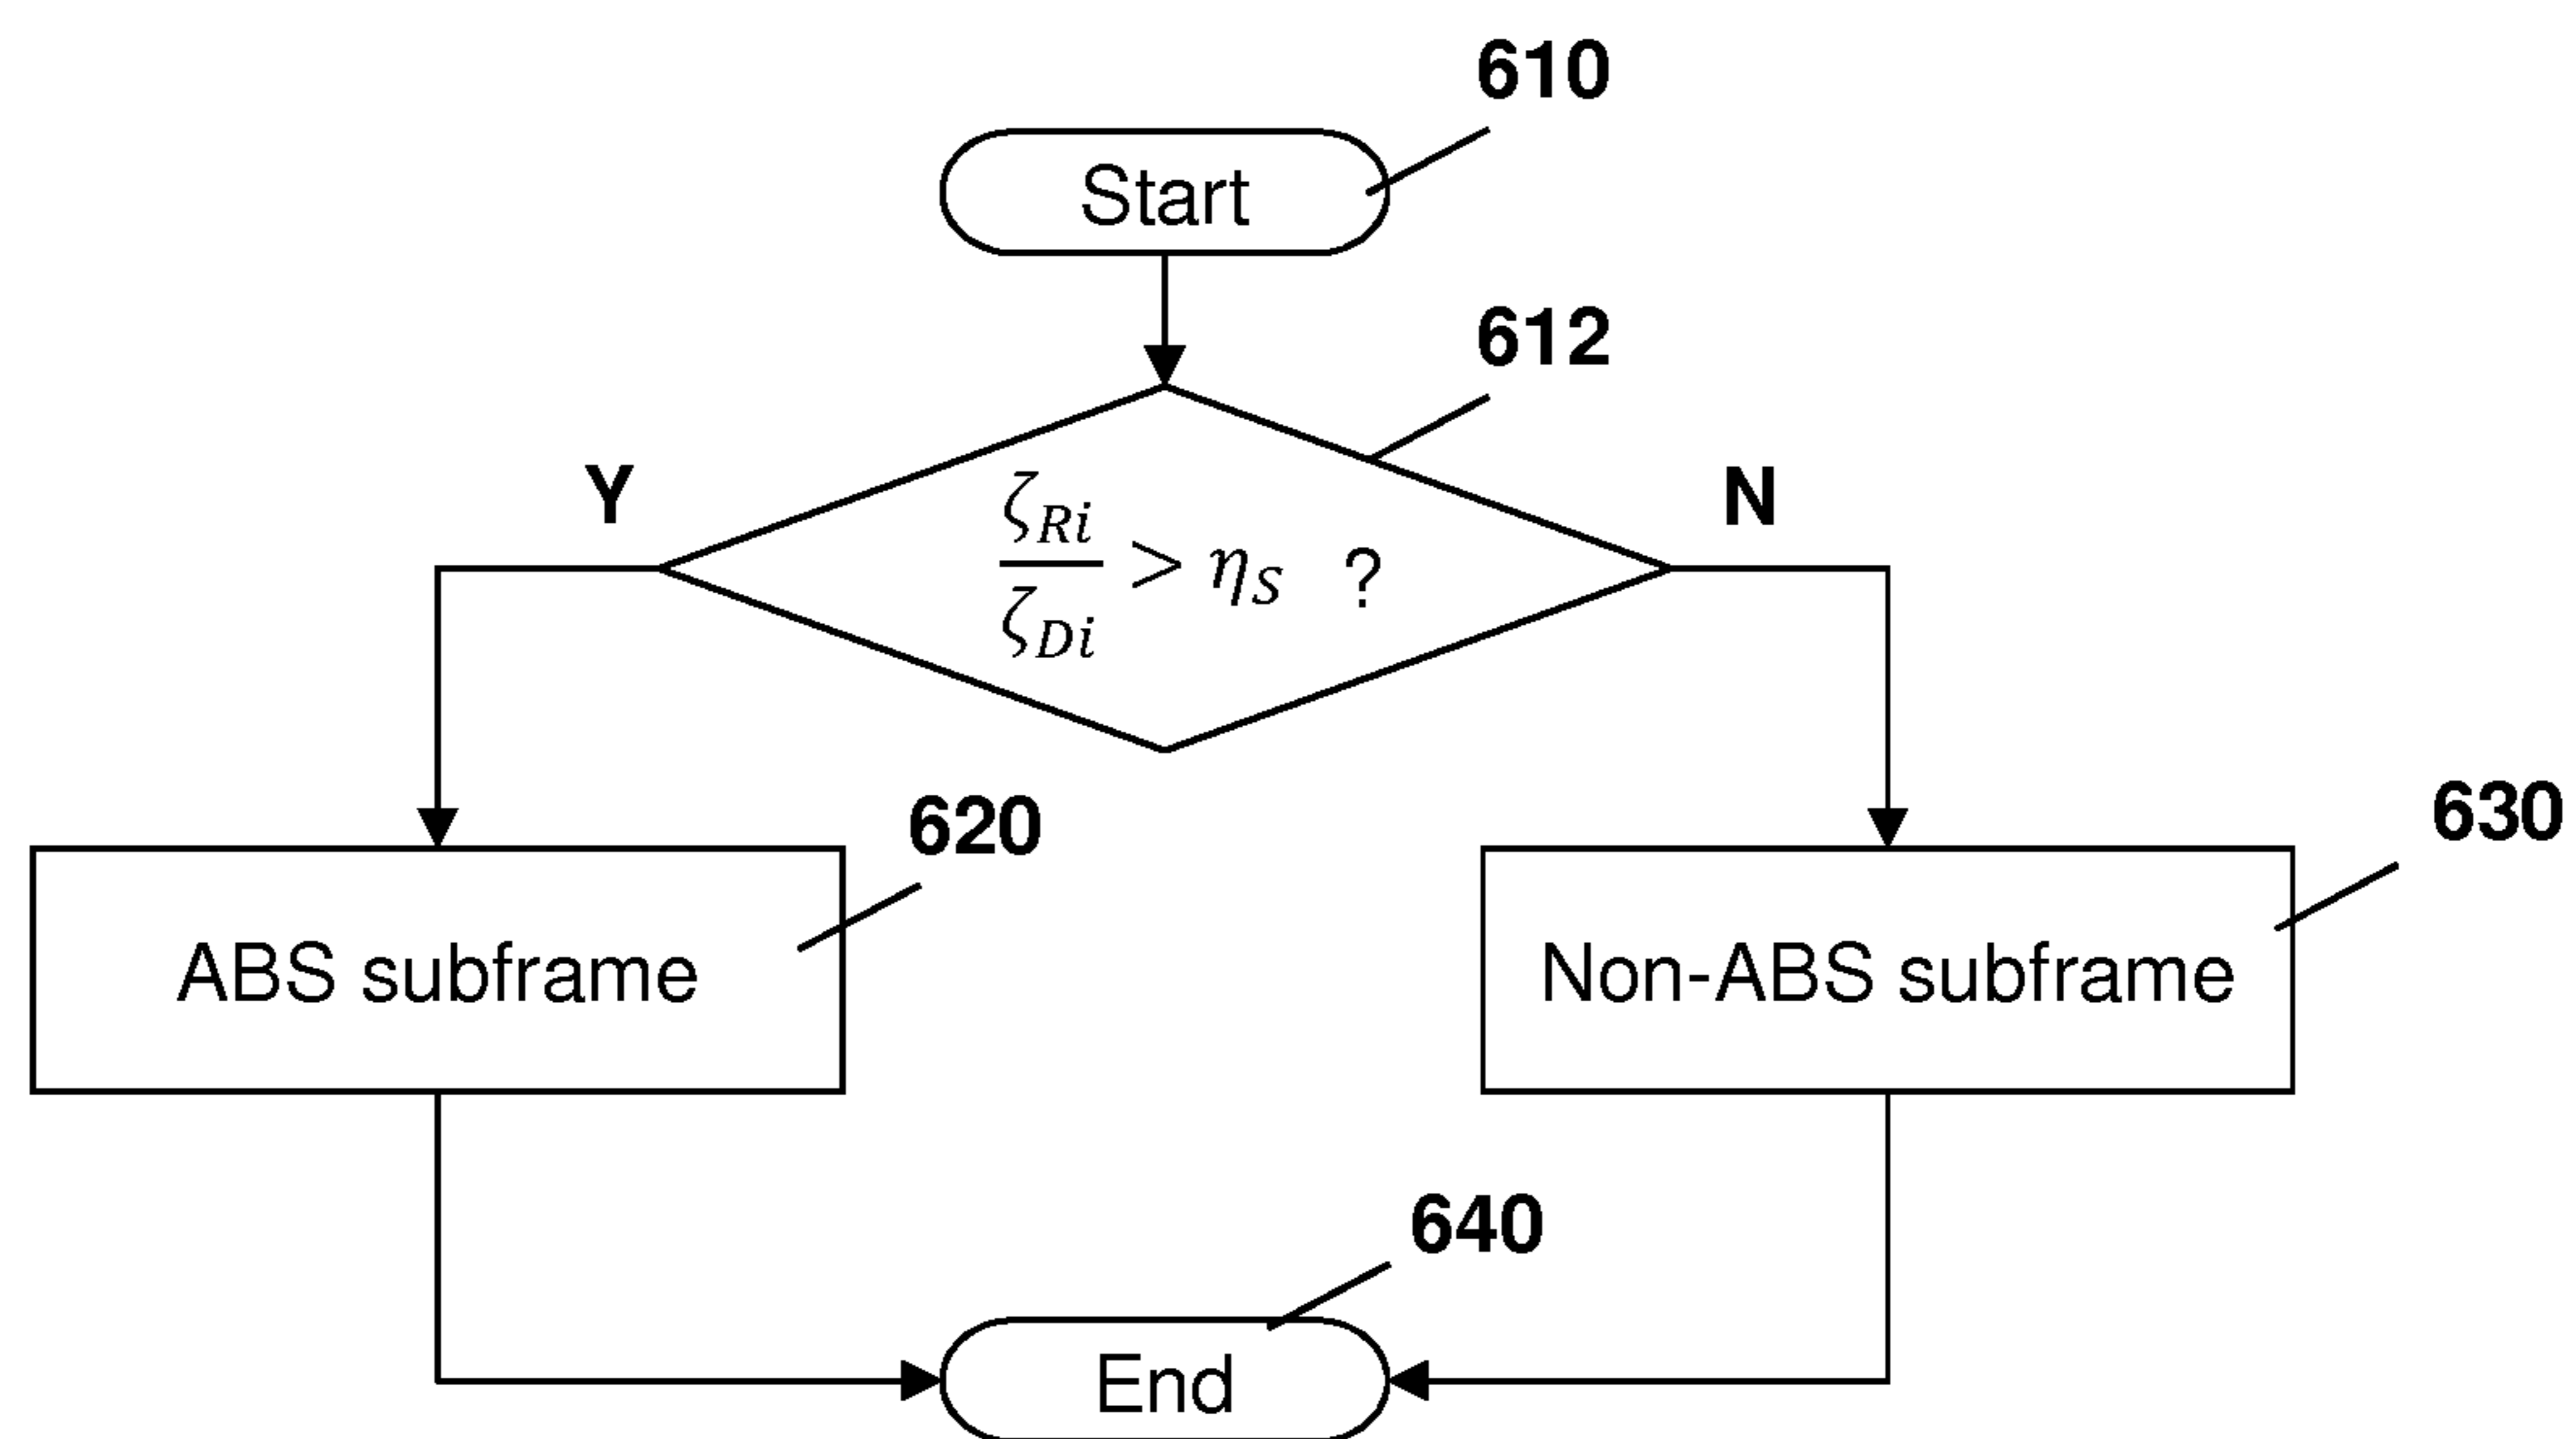 610
Start
612
Y
N
ζRi
ζDi
> ηS ?
620
630
ABS subframe
Non-ABS subframe
640
End